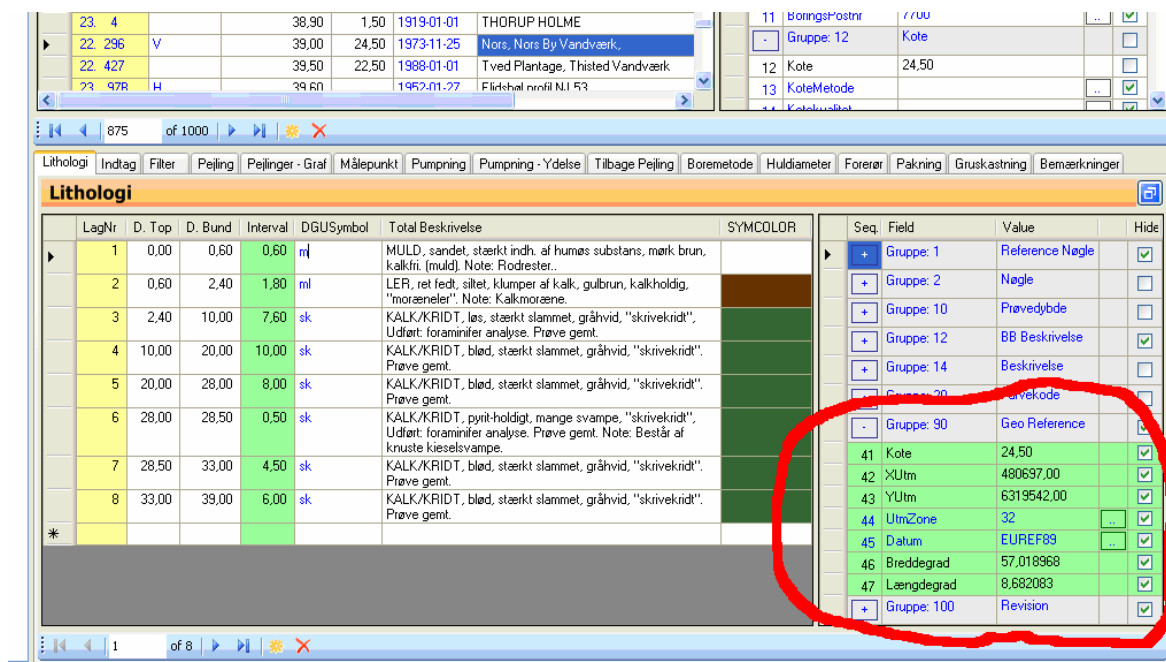 23. 4 38,90 1,50 1919-01-01 THORUP HOLME
22. 296 V 39,00 24,50 1973-11-25 Nors, Nors By Vandværk,
22. 427 39,50 22,50 1988-01-01 Tved Plantage, Thisted Vandværk
23. 97B H 39,60 1952-01-27 Elidshøl profil NJ 53
11 BoringsPostnr 7700 ..
- Gruppe: 12 Kote
12 Kote 24,50
13 KoteMetode ..
14 Kotekvalitet
875 of 1000
Lithologi Indtag Filter Pejling Pejlinger - Graf Målepunkt Pumpning Pumpning - Ydelse Tilbage Pejling Boremetode Huldiameter Forerør Pakning Gruskastning Bemærkninger
Lithologi
LagNr D. Top D. Bund Interval DGUSymbol Total Beskrivelse SYMCOLOR
1 0,00 0,60 0,60 m MULD, sandet, stærkt indh. af humøs substans, mørk brun,
kalkfri. (muld). Note: Rodrester..
2 0,60 2,40 1,80 ml LER, ret fedt, siltet, klumper af kalk, gulbrun, kalkholdig,
"moræneler". Note: Kalkmoræne.
3 2,40 10,00 7,60 sk KALK/KRIDT, løs, stærkt slammet, gråhvid, "skrivekridt",
Udført: foraminifer analyse. Prøve gemt.
4 10,00 20,00 10,00 sk KALK/KRIDT, blød, stærkt slammet, gråhvid, "skrivekridt".
Prøve gemt.
5 20,00 28,00 8,00 sk KALK/KRIDT, blød, stærkt slammet, gråhvid, "skrivekridt".
Prøve gemt.
6 28,00 28,50 0,50 sk KALK/KRIDT, pyrit-holdigt, mange svampe, "skrivekridt",
Udført: foraminifer analyse. Prøve gemt. Note: Består af
knuste kieselsvampe.
7 28,50 33,00 4,50 sk KALK/KRIDT, blød, stærkt slammet, gråhvid, "skrivekridt".
Prøve gemt.
8 33,00 39,00 6,00 sk KALK/KRIDT, blød, stærkt slammet, gråhvid, "skrivekridt".
Prøve gemt.
Seq. Field Value Hide
+ Gruppe: 1 Reference Nøgle
+ Gruppe: 2 Nøgle
+ Gruppe: 10 Prøvedybde
+ Gruppe: 12 BB Beskrivelse
+ Gruppe: 14 Beskrivelse
Gruppe: 20 Farvekode
- Gruppe: 90 Geo Reference
41 Kote 24,50
42 XUtm 480697,00
43 YUtm 6319542,00
44 UtmZone 32 ..
45 Datum EUREF89 ..
46 Breddegrad 57,018968
47 Længdegrad 8,682083
+ Gruppe: 100 Revision
1 of 8